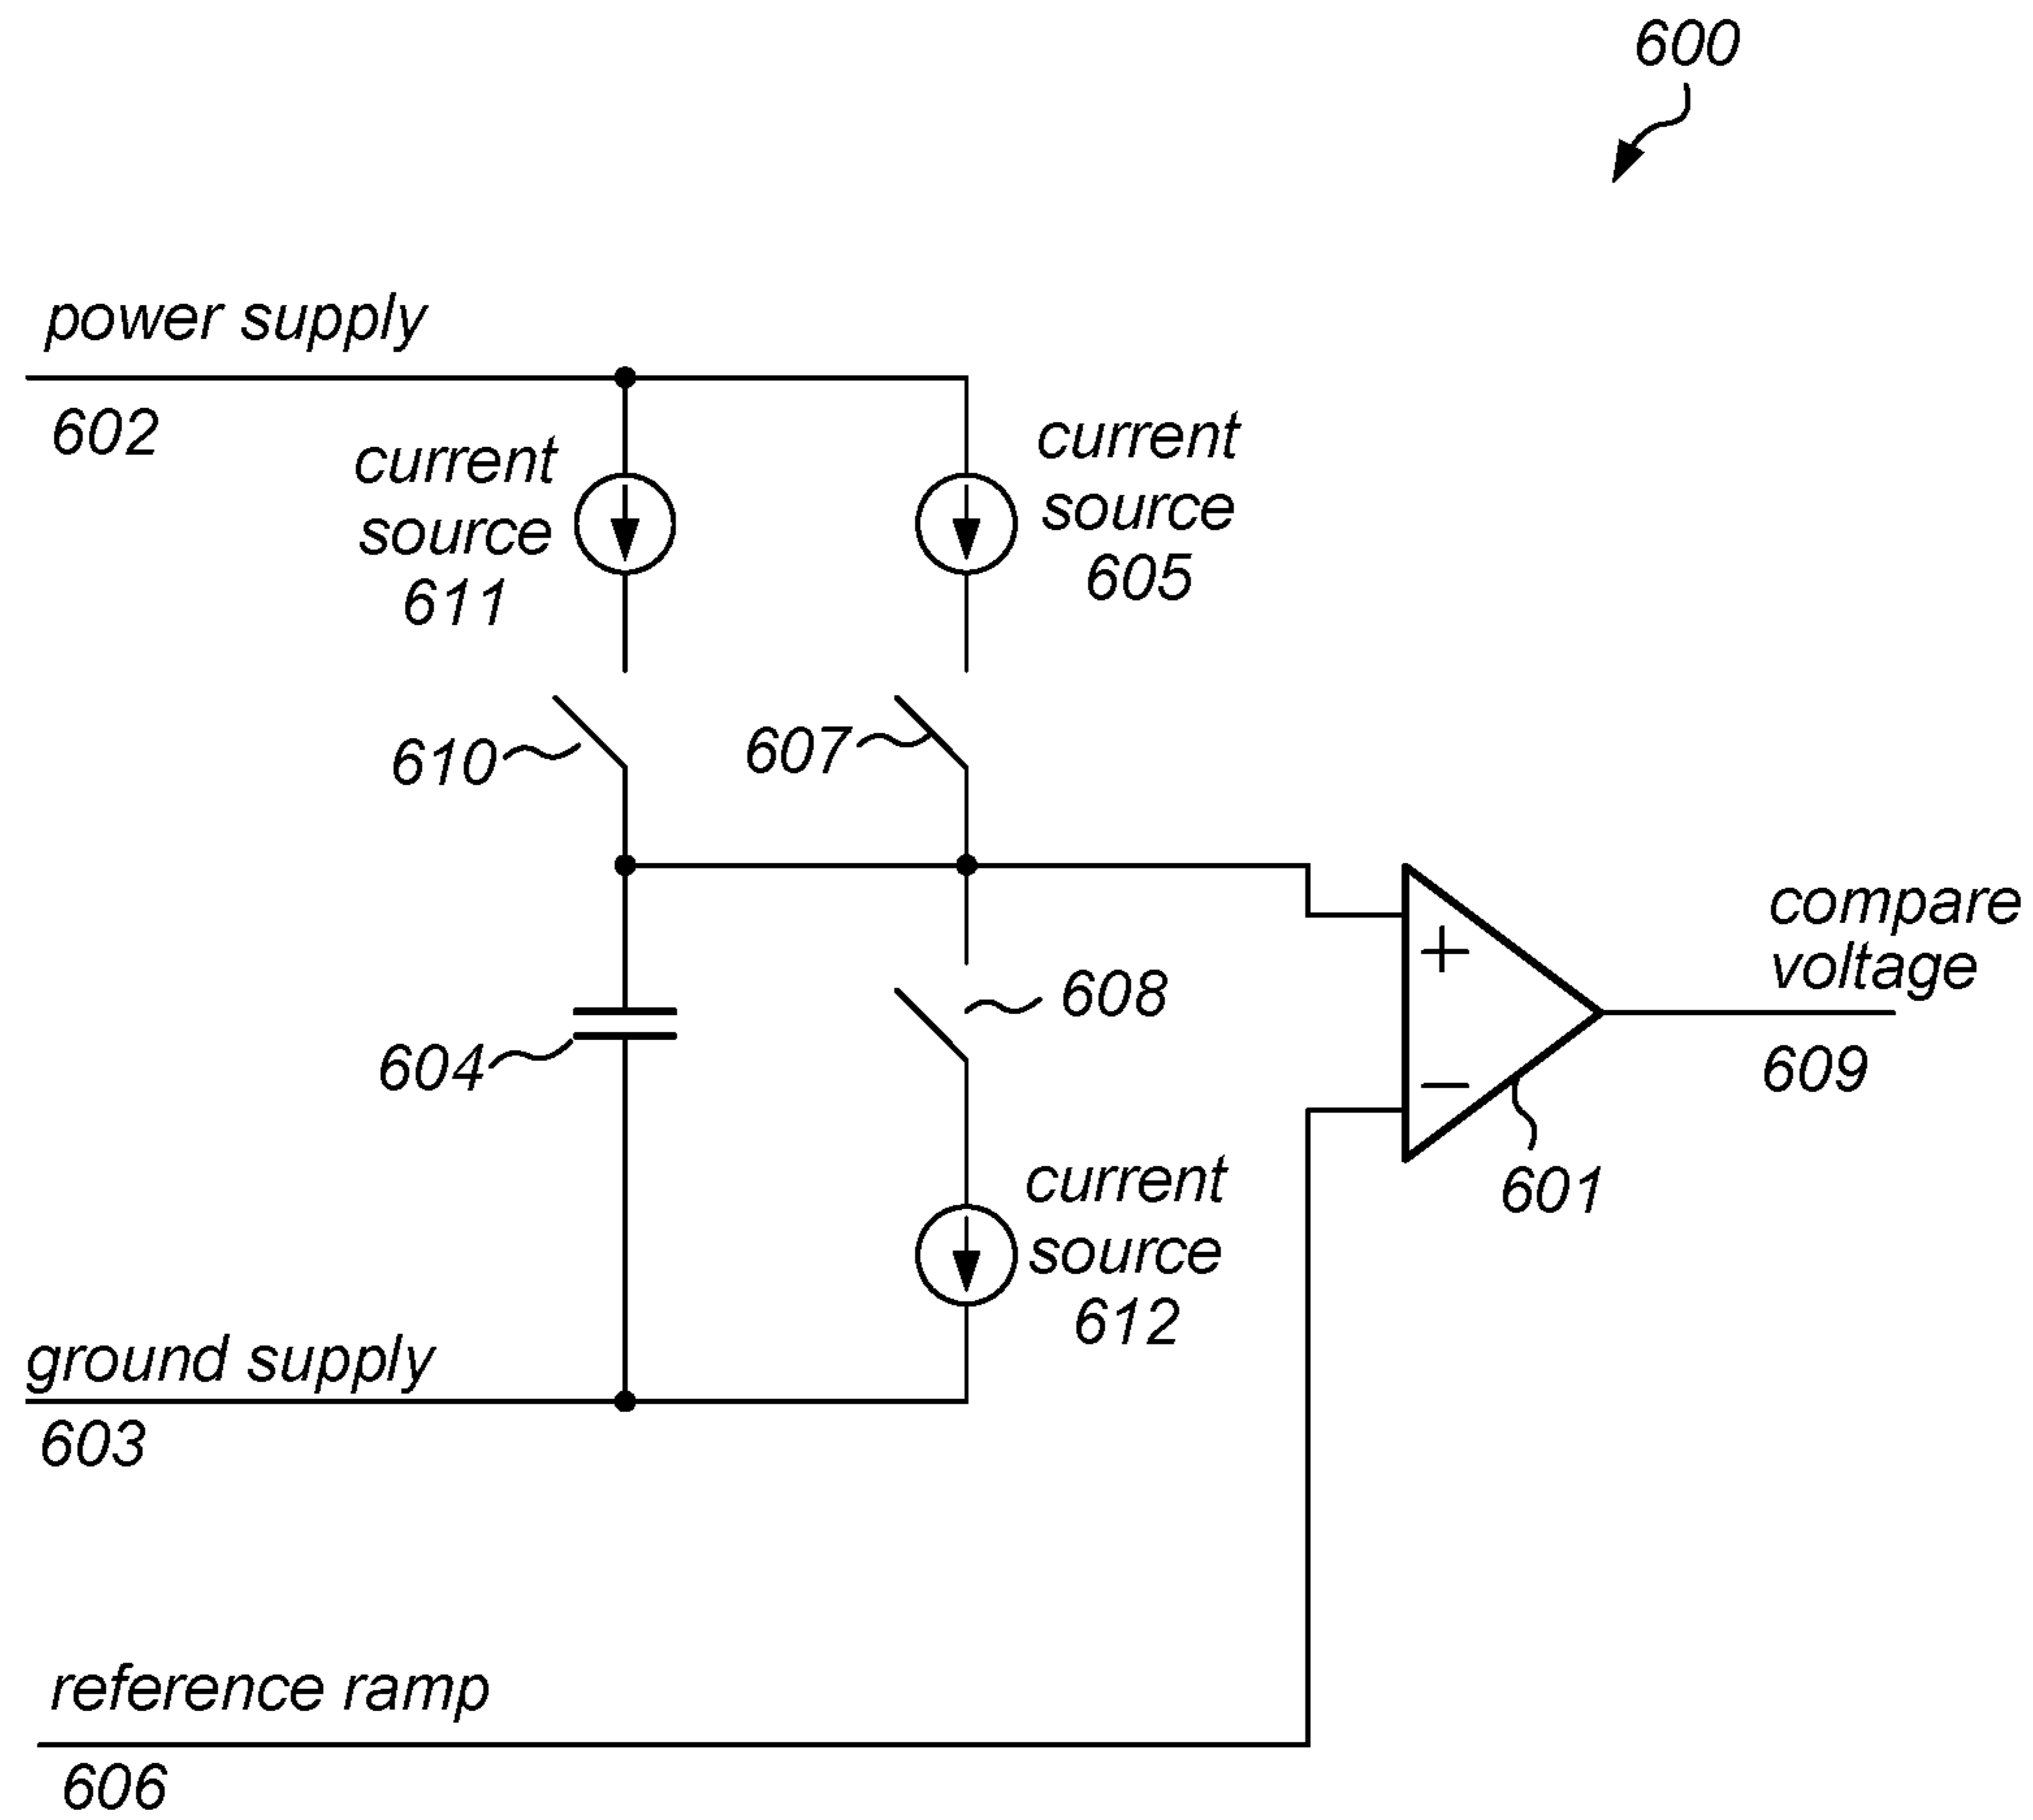 600
power supply
602
current
source
611
current
source
605
610
607
608
604
+
−
compare
voltage
609
601
current
source
612
ground supply
603
reference ramp
606